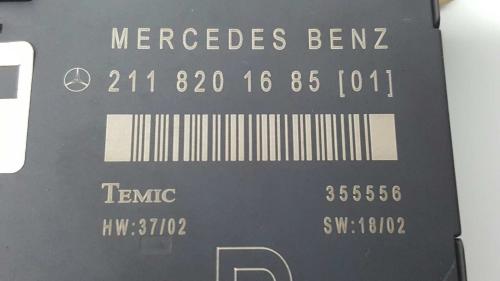 MERCEDES BENZ
211 820 16 85 [01]
TEMIC 355556
HW:37/02 SW:18/02